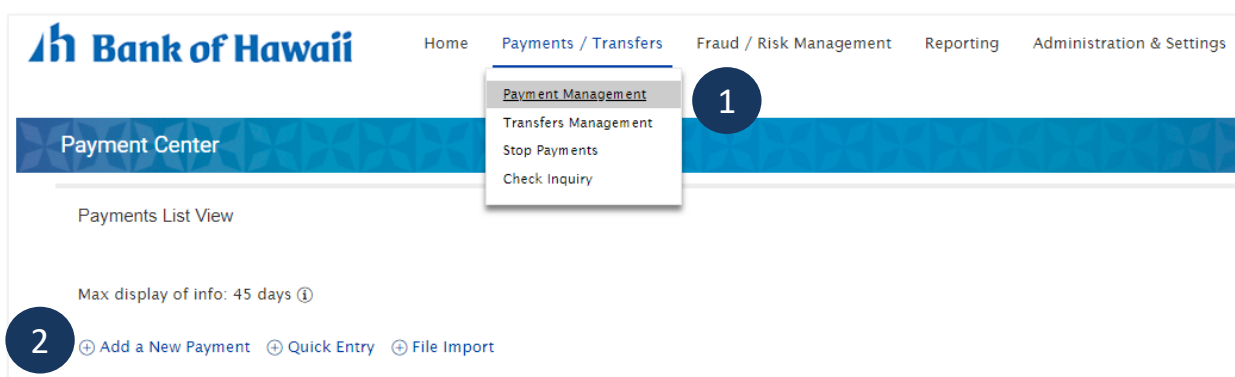 Bank of Hawaii
Home Payments / Transfers Fraud / Risk Management Reporting Administration & Settings
Payment Management
1
Transfers Management
Payment Center
Stop Payments
Check Inquiry
Payments List View
Max display of info: 45 days
2
Add a New Payment Quick Entry File Import